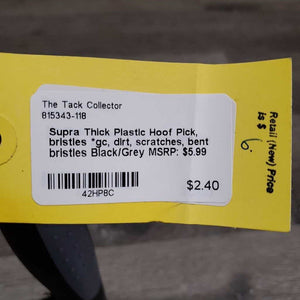 The Tack Collector
815343-118
Supra Thick Plastic Hoof Pick,
bristles *gc, dirt, scratches, bent
bristles Black/Grey MSRP: $5.99
42HPBC
$2.40
Retail (New) Price
is $
6.